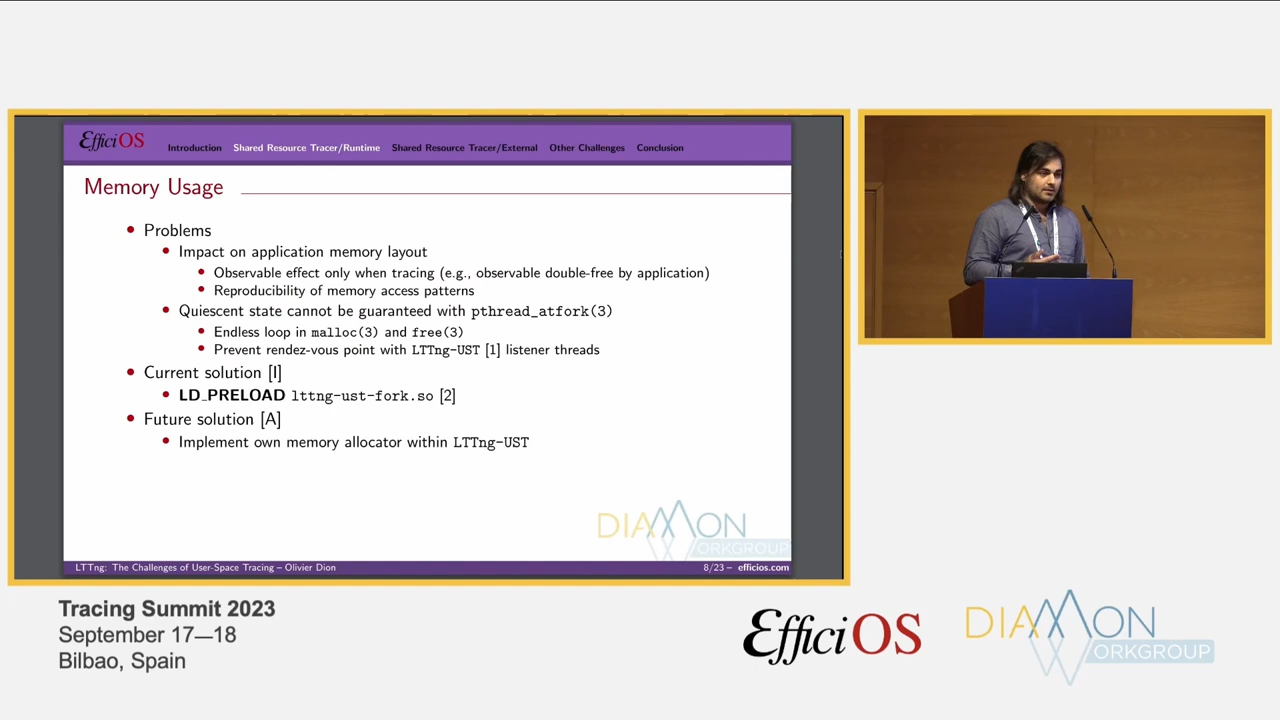 EfficiOS
Introduction Shared Resource Tracer/Runtime Shared Resource Tracer/External Other Challenges Conclusion
Memory Usage
Problems
Impact on application memory layout
Observable effect only when tracing (e.g., observable double-free by application)
Reproducibility of memory access patterns
Quiescent state cannot be guaranteed with pthread_atfork(3)
Endless loop in malloc(3) and free(3)
Prevent rendez-vous point with LTTng-UST [1] listener threads
Current solution [I]
LD_PRELOAD lttng-ust-fork.so [2]
Future solution [A]
Implement own memory allocator within LTTng-UST
DIAMON
WORKGROUP
LTTng: The Challenges of User-Space Tracing – Olivier Dion 8/23 – efficios.com
Tracing Summit 2023
September 17—18
Bilbao, Spain
EfficiOS
DIAMON
WORKGROUP